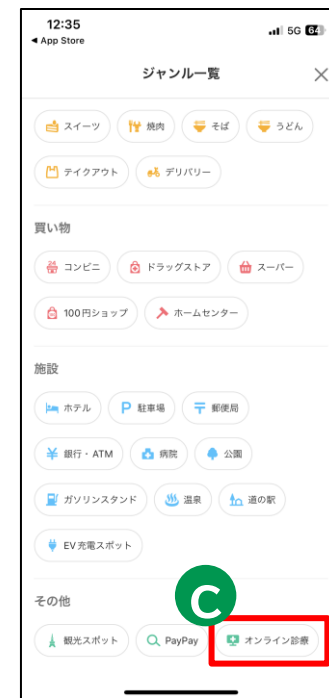 12:35
5G 64
◀ App Store
ジャンル一覧
スイーツ 焼肉 そば うどん
テイクアウト デリバリー
買い物
コンビニ ドラッグストア スーパー
100円ショップ ホームセンター
施設
ホテル P 駐車場 〒 郵便局
¥ 銀行・ATM 病院 公園
ガソリンスタンド 温泉 道の駅
EV充電スポット
その他
C
観光スポット PayPay オンライン診療